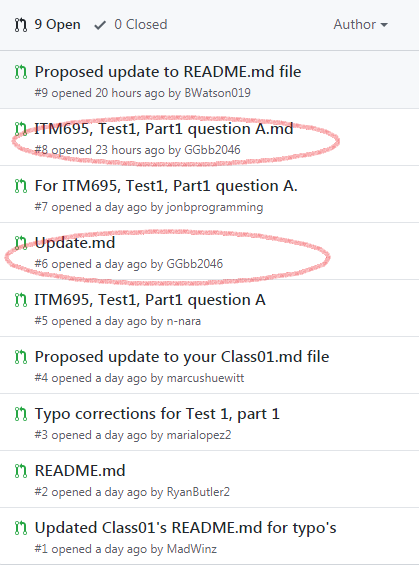 9 Open 0 Closed Author
Proposed update to README.md file
#9 opened 20 hours ago by BWatson019
ITM695, Test1, Part1 question A.md
#8 opened 23 hours ago by GGbb2046
For ITM695, Test1, Part1 question A.
#7 opened a day ago by jonbprogramming
Update.md
#6 opened a day ago by GGbb2046
ITM695, Test1, Part1 question A
#5 opened a day ago by n-nara
Proposed update to your Class01.md file
#4 opened a day ago by marcushuewitt
Typo corrections for Test 1, part 1
#3 opened a day ago by marialopez2
README.md
#2 opened a day ago by RyanButler2
Updated Class01's README.md for typo's
#1 opened a day ago by MadWinz